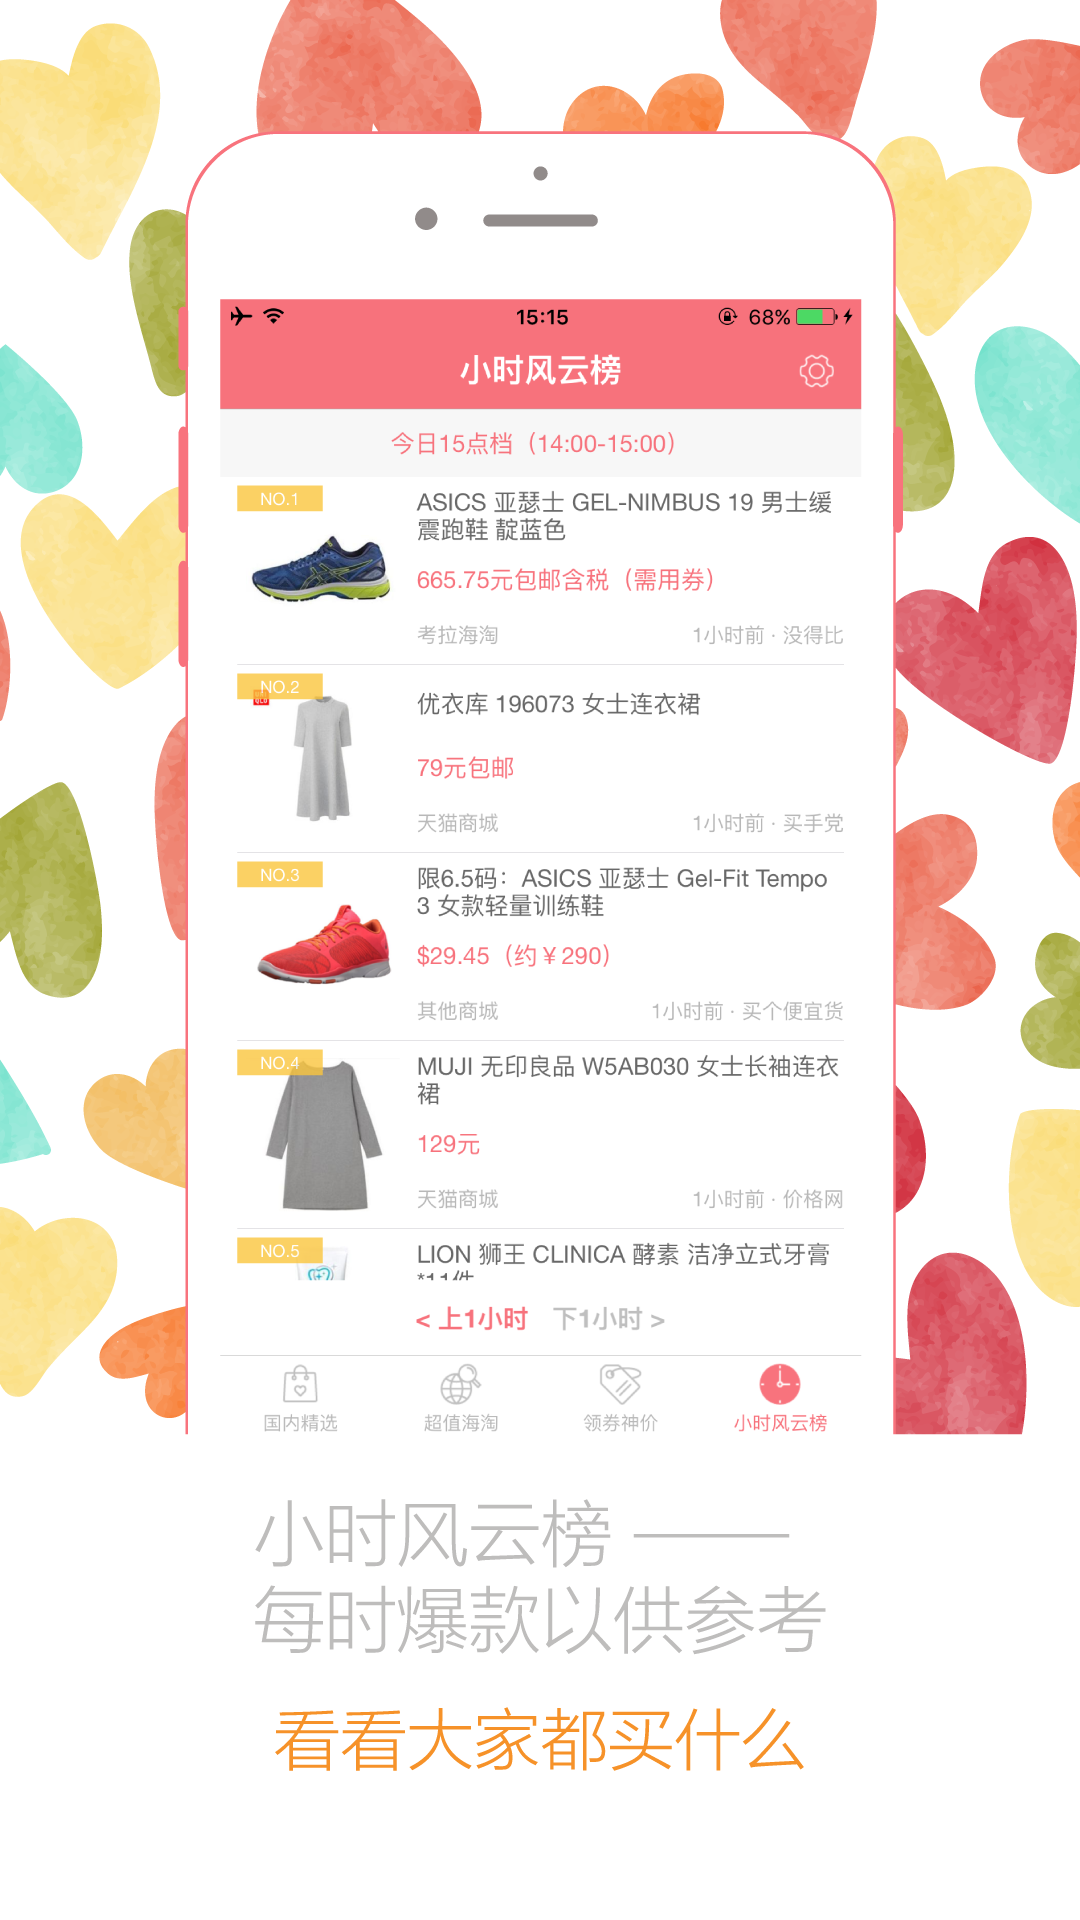 15:15
68%
小时风云榜
今日15点档（14:00-15:00）
NO.1
ASICS 亚瑟士 GEL-NIMBUS 19 男士缓
震跑鞋 靛蓝色
665.75元包邮含税（需用券）
考拉海淘
1小时前 · 没得比
NO.2
优衣库 196073 女士连衣裙
79元包邮
天猫商城
1小时前 · 买手党
NO.3
限6.5码：ASICS 亚瑟士 Gel-Fit Tempo
3 女款轻量训练鞋
$29.45（约￥290）
其他商城
1小时前 · 买个便宜货
NO.4
MUJI 无印良品 W5AB030 女士长袖连衣
裙
129元
天猫商城
1小时前 · 价格网
NO.5
LION 狮王 CLINICA 酵素 洁净立式牙膏
*11件
< 上1小时 下1小时 >
国内精选 超值海淘 领券神价 小时风云榜
小时风云榜 ——
每时爆款以供参考
看看大家都买什么